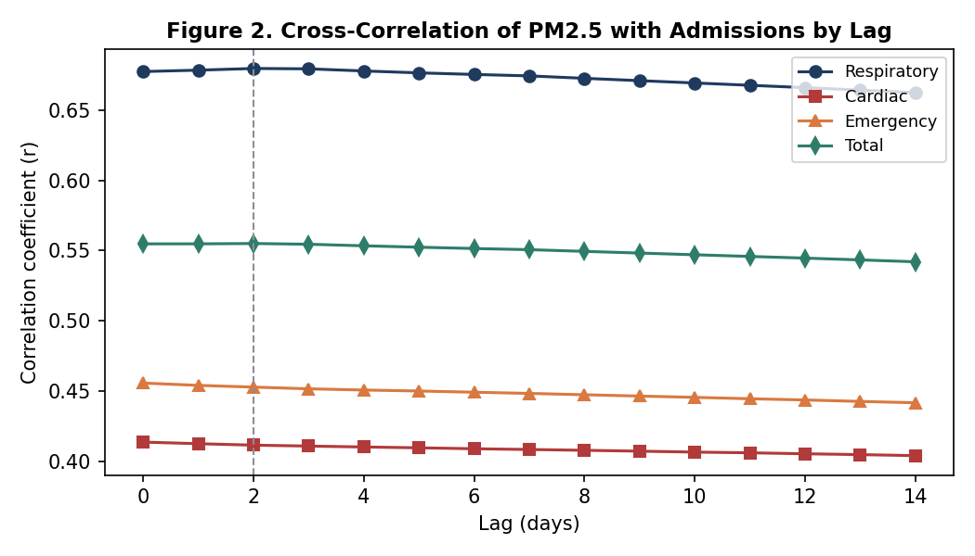 Figure 2. Cross-Correlation of PM2.5 with Admissions by Lag
Respiratory
Cardiac
Emergency
Total
Correlation coefficient (r)
0.65
0.60
0.55
0.50
0.45
0.40
0 2 4 6 8 10 12 14
Lag (days)